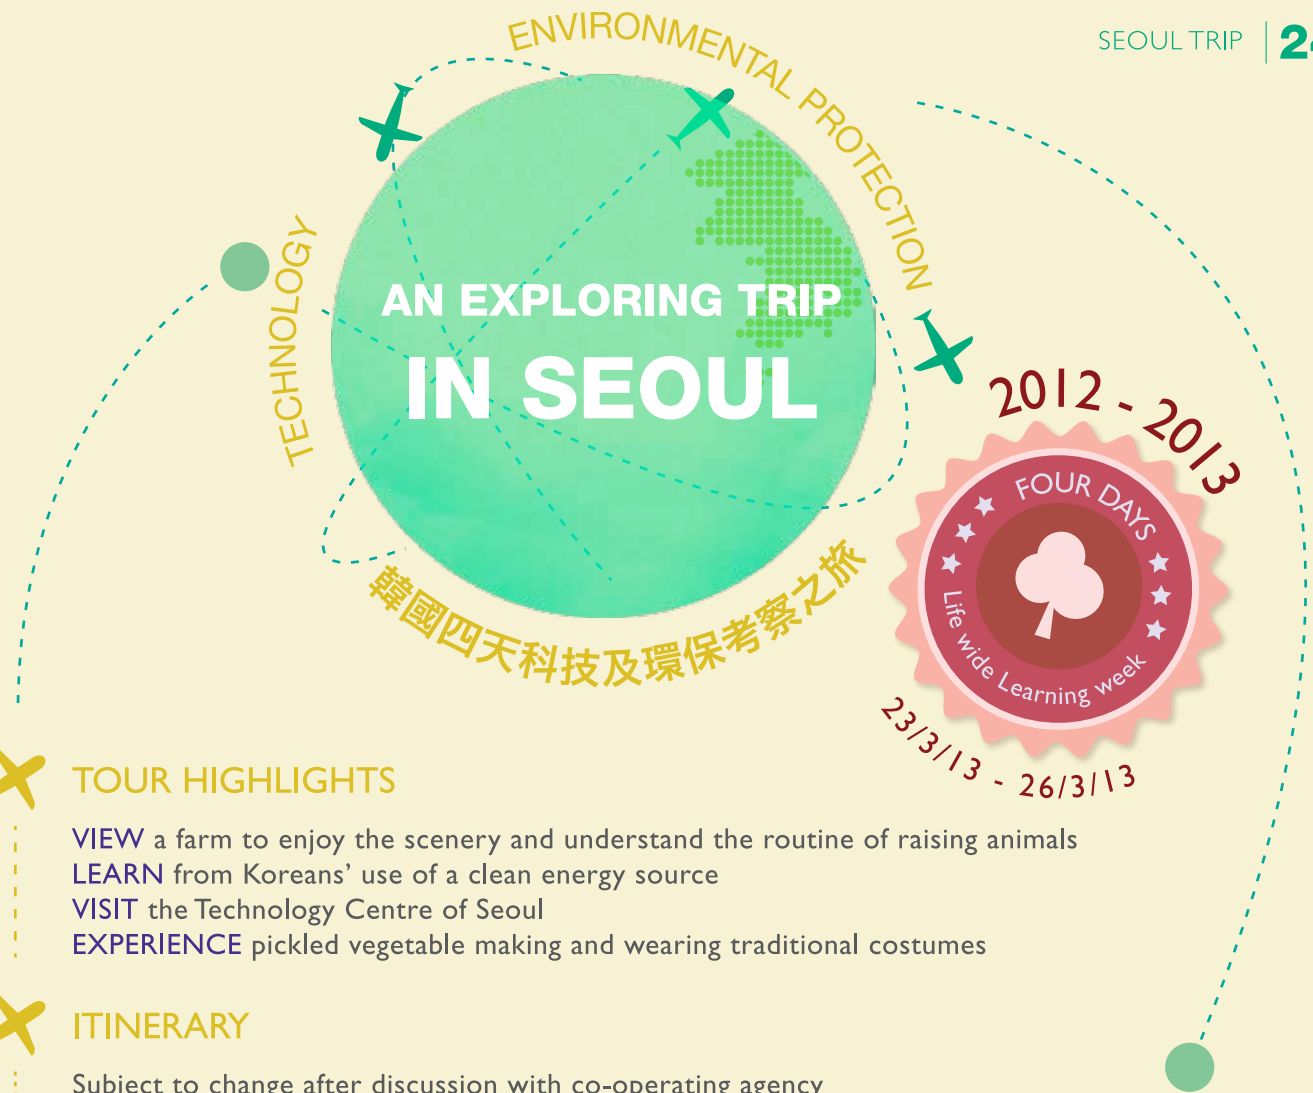 SEOUL TRIP
ENVIRONMENTAL PROTECTION
TECHNOLOGY
AN EXPLORING TRIP
IN SEOUL
韓國四天科技及環保考察之旅
2012 - 2013
FOUR DAYS
Life wide Learning week
23/3/13 - 26/3/13
TOUR HIGHLIGHTS
VIEW a farm to enjoy the scenery and understand the routine of raising animals
LEARN from Koreans’ use of a clean energy source
VISIT the Technology Centre of Seoul
EXPERIENCE pickled vegetable making and wearing traditional costumes
ITINERARY
Subject to change after discussion with co-operating agency